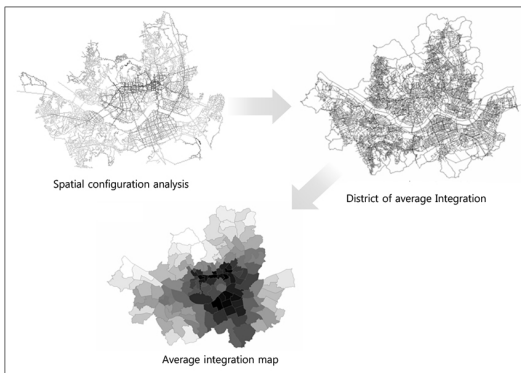 Spatial configuration analysis
District of average Integration
Average integration map